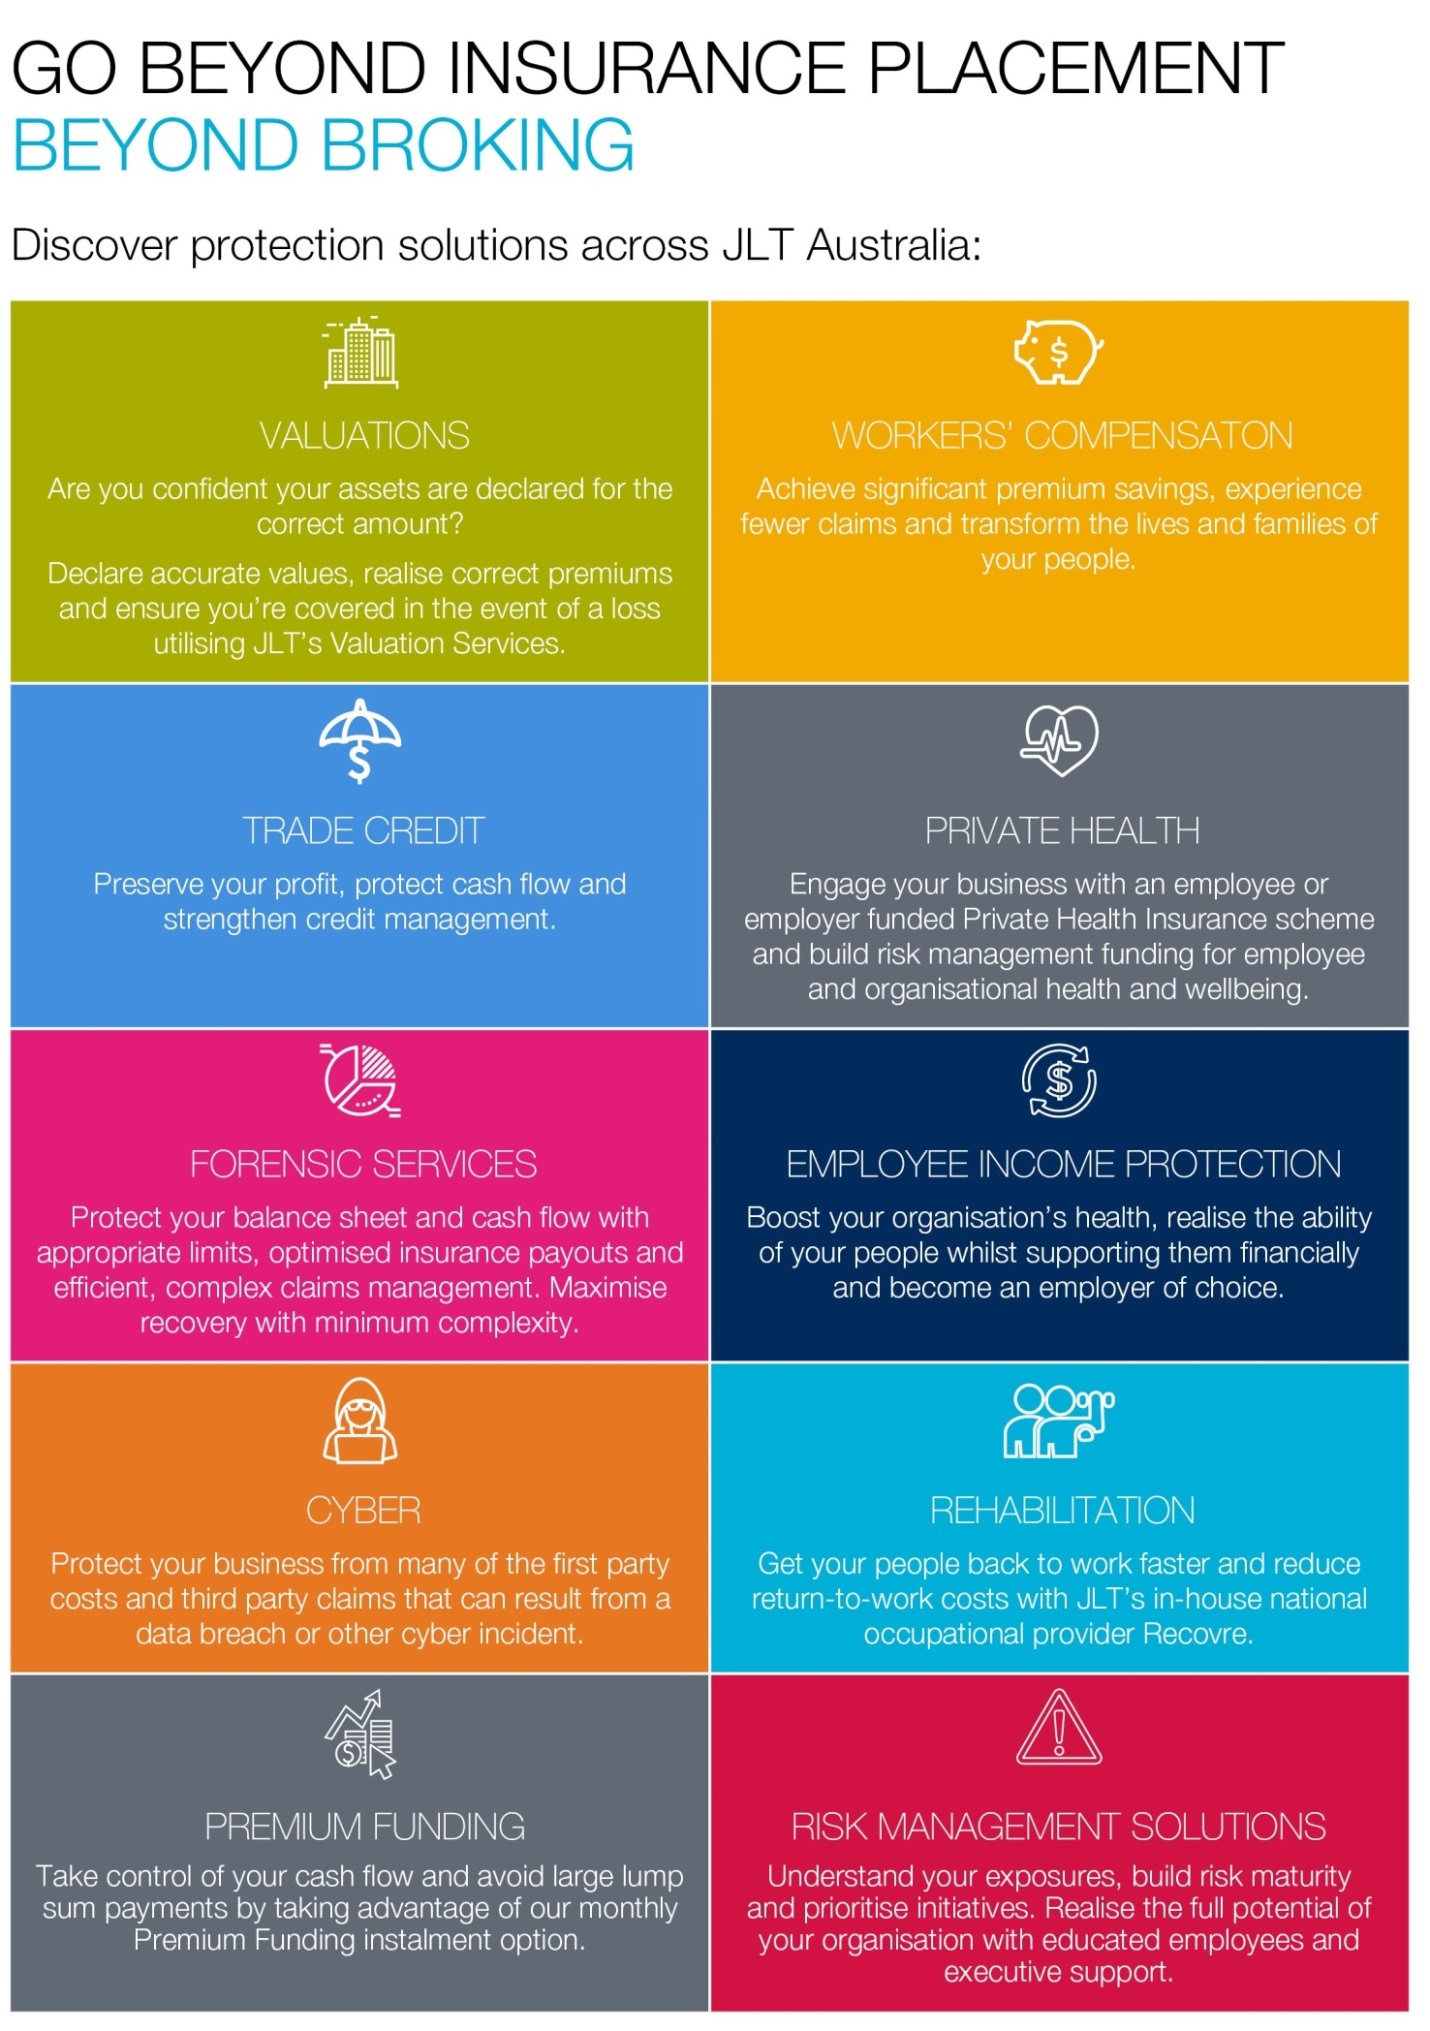 GO BEYOND INSURANCE PLACEMENT
BEYOND BROKING
Discover protection solutions across JLT Australia:
VALUATIONS
Are you confident your assets are declared for the
correct amount?
Declare accurate values, realise correct premiums
and ensure you're covered in the event of a loss
utilising JLT's Valuation Services.
WORKERS' COMPENSATON
Achieve significant premium savings, experience
fewer claims and transform the lives and families of
your people.
TRADE CREDIT
Preserve your profit, protect cash flow and
strengthen credit management.
PRIVATE HEALTH
Engage your business with an employee or
employer funded Private Health Insurance scheme
and build risk management funding for employee
and organisational health and wellbeing.
FORENSIC SERVICES
Protect your balance sheet and cash flow with
appropriate limits, optimised insurance payouts and
efficient, complex claims management. Maximise
recovery with minimum complexity.
EMPLOYEE INCOME PROTECTION
Boost your organisation's health, realise the ability
of your people whilst supporting them financially
and become an employer of choice.
CYBER
Protect your business from many of the first party
costs and third party claims that can result from a
data breach or other cyber incident.
REHABILITATION
Get your people back to work faster and reduce
return-to-work costs with JLT's in-house national
occupational provider Recovre.
PREMIUM FUNDING
Take control of your cash flow and avoid large lump
sum payments by taking advantage of our monthly
Premium Funding instalment option.
RISK MANAGEMENT SOLUTIONS
Understand your exposures, build risk maturity
and prioritise initiatives. Realise the full potential of
your organisation with educated employees and
executive support.